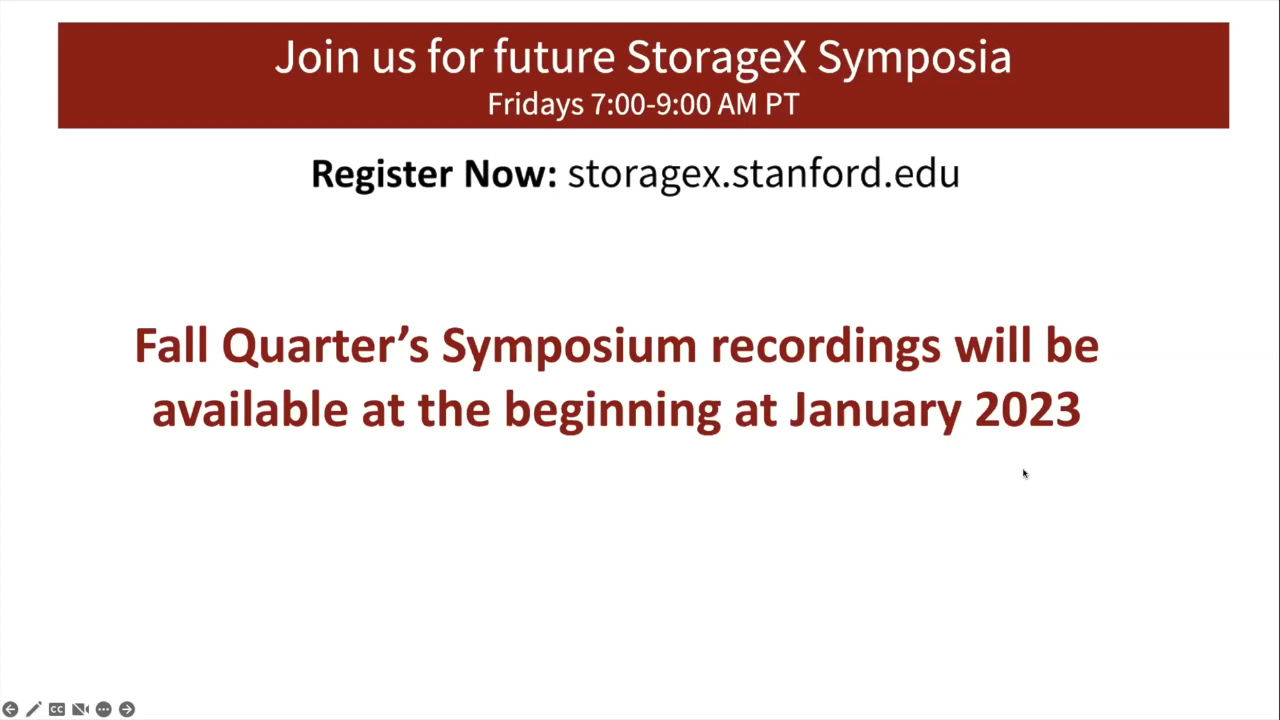 Join us for future StorageX Symposia
Fridays 7:00-9:00 AM PT
Register Now: storagex.stanford.edu
Fall Quarter’s Symposium recordings will be
available at the beginning at January 2023
CC